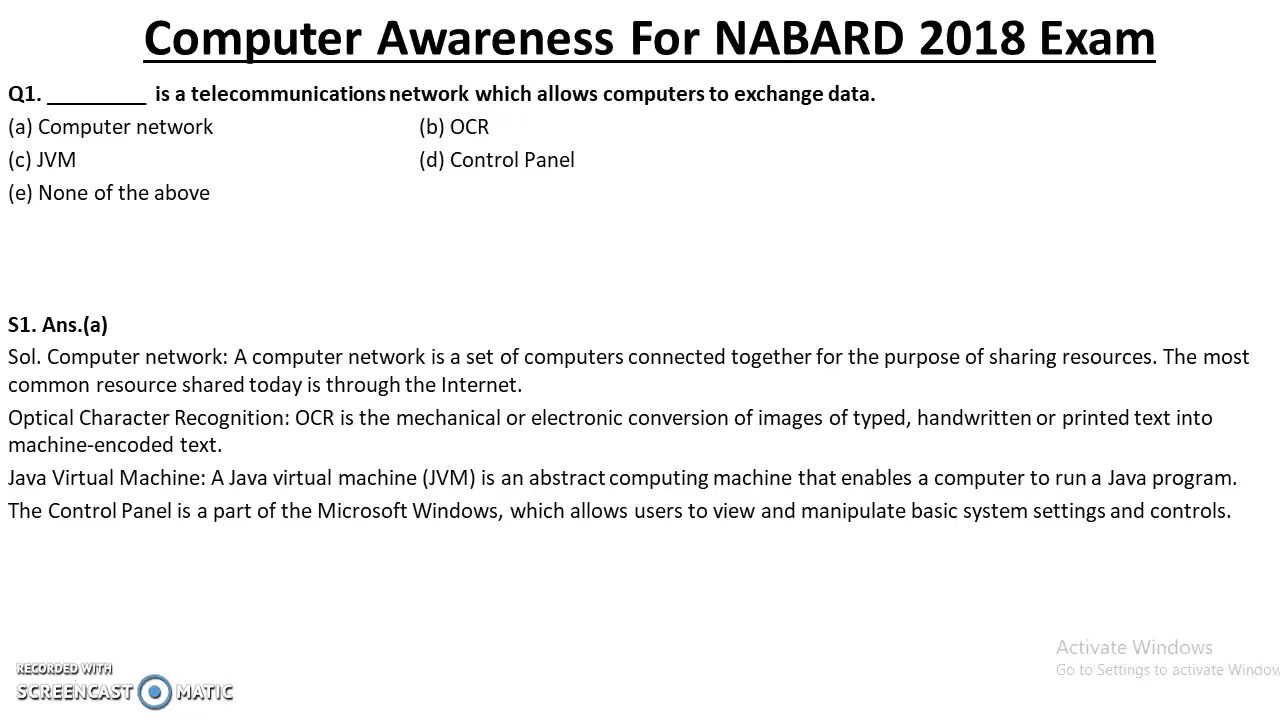 Computer Awareness For NABARD 2018 Exam
Q1. _________ is a telecommunications network which allows computers to exchange data.
(a) Computer network (b) OCR
(c) JVM (d) Control Panel
(e) None of the above
S1. Ans.(a)
Sol. Computer network: A computer network is a set of computers connected together for the purpose of sharing resources. The most
common resource shared today is through the Internet.
Optical Character Recognition: OCR is the mechanical or electronic conversion of images of typed, handwritten or printed text into
machine-encoded text.
Java Virtual Machine: A Java virtual machine (JVM) is an abstract computing machine that enables a computer to run a Java program.
The Control Panel is a part of the Microsoft Windows, which allows users to view and manipulate basic system settings and controls.
Activate Windows
Go to Settings to activate Window
RECORDED WITH
SCREENCAST MATIC